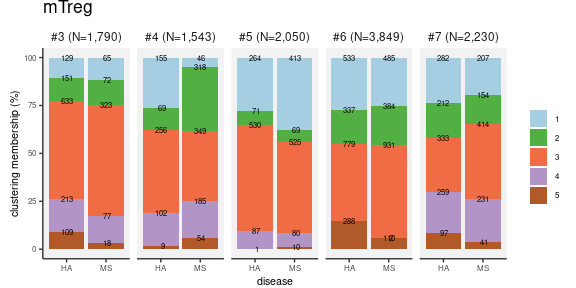 mTreg
#3 (N=1,790) #4 (N=1,543) #5 (N=2,050) #6 (N=3,849) #7 (N=2,230)
clustering membership (%)
100
75
50
25
0
129 65 155 46 264 413 533 485 282 207
151 72 69 318 71 69 337 384 212 154
633 323 256 349 530 525 779 931 333 414
213 77 102 185 87 80 259 231
109 18 9 54 1 10 288 97 41
HA MS HA MS HA MS HA MS HA MS
disease
1
2
3
4
5